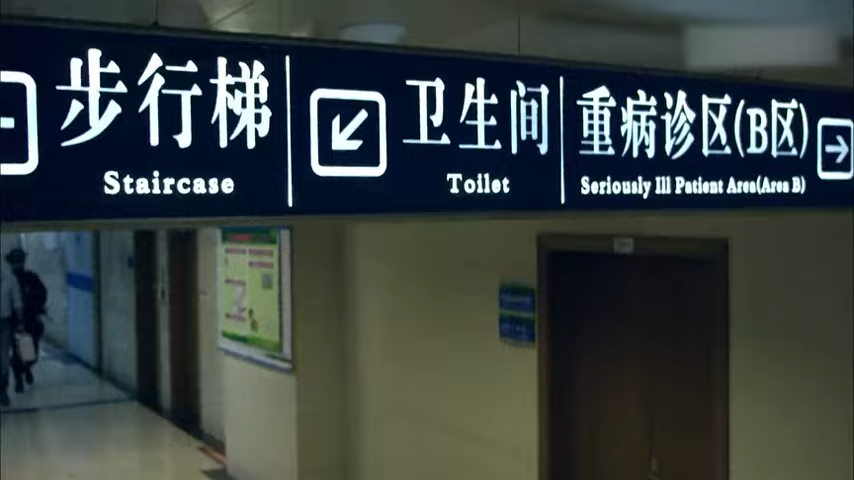 步行梯
Staircase
卫生间
Toilet
重病诊区(B区)
Seriously Ill Patient Area(Area B)